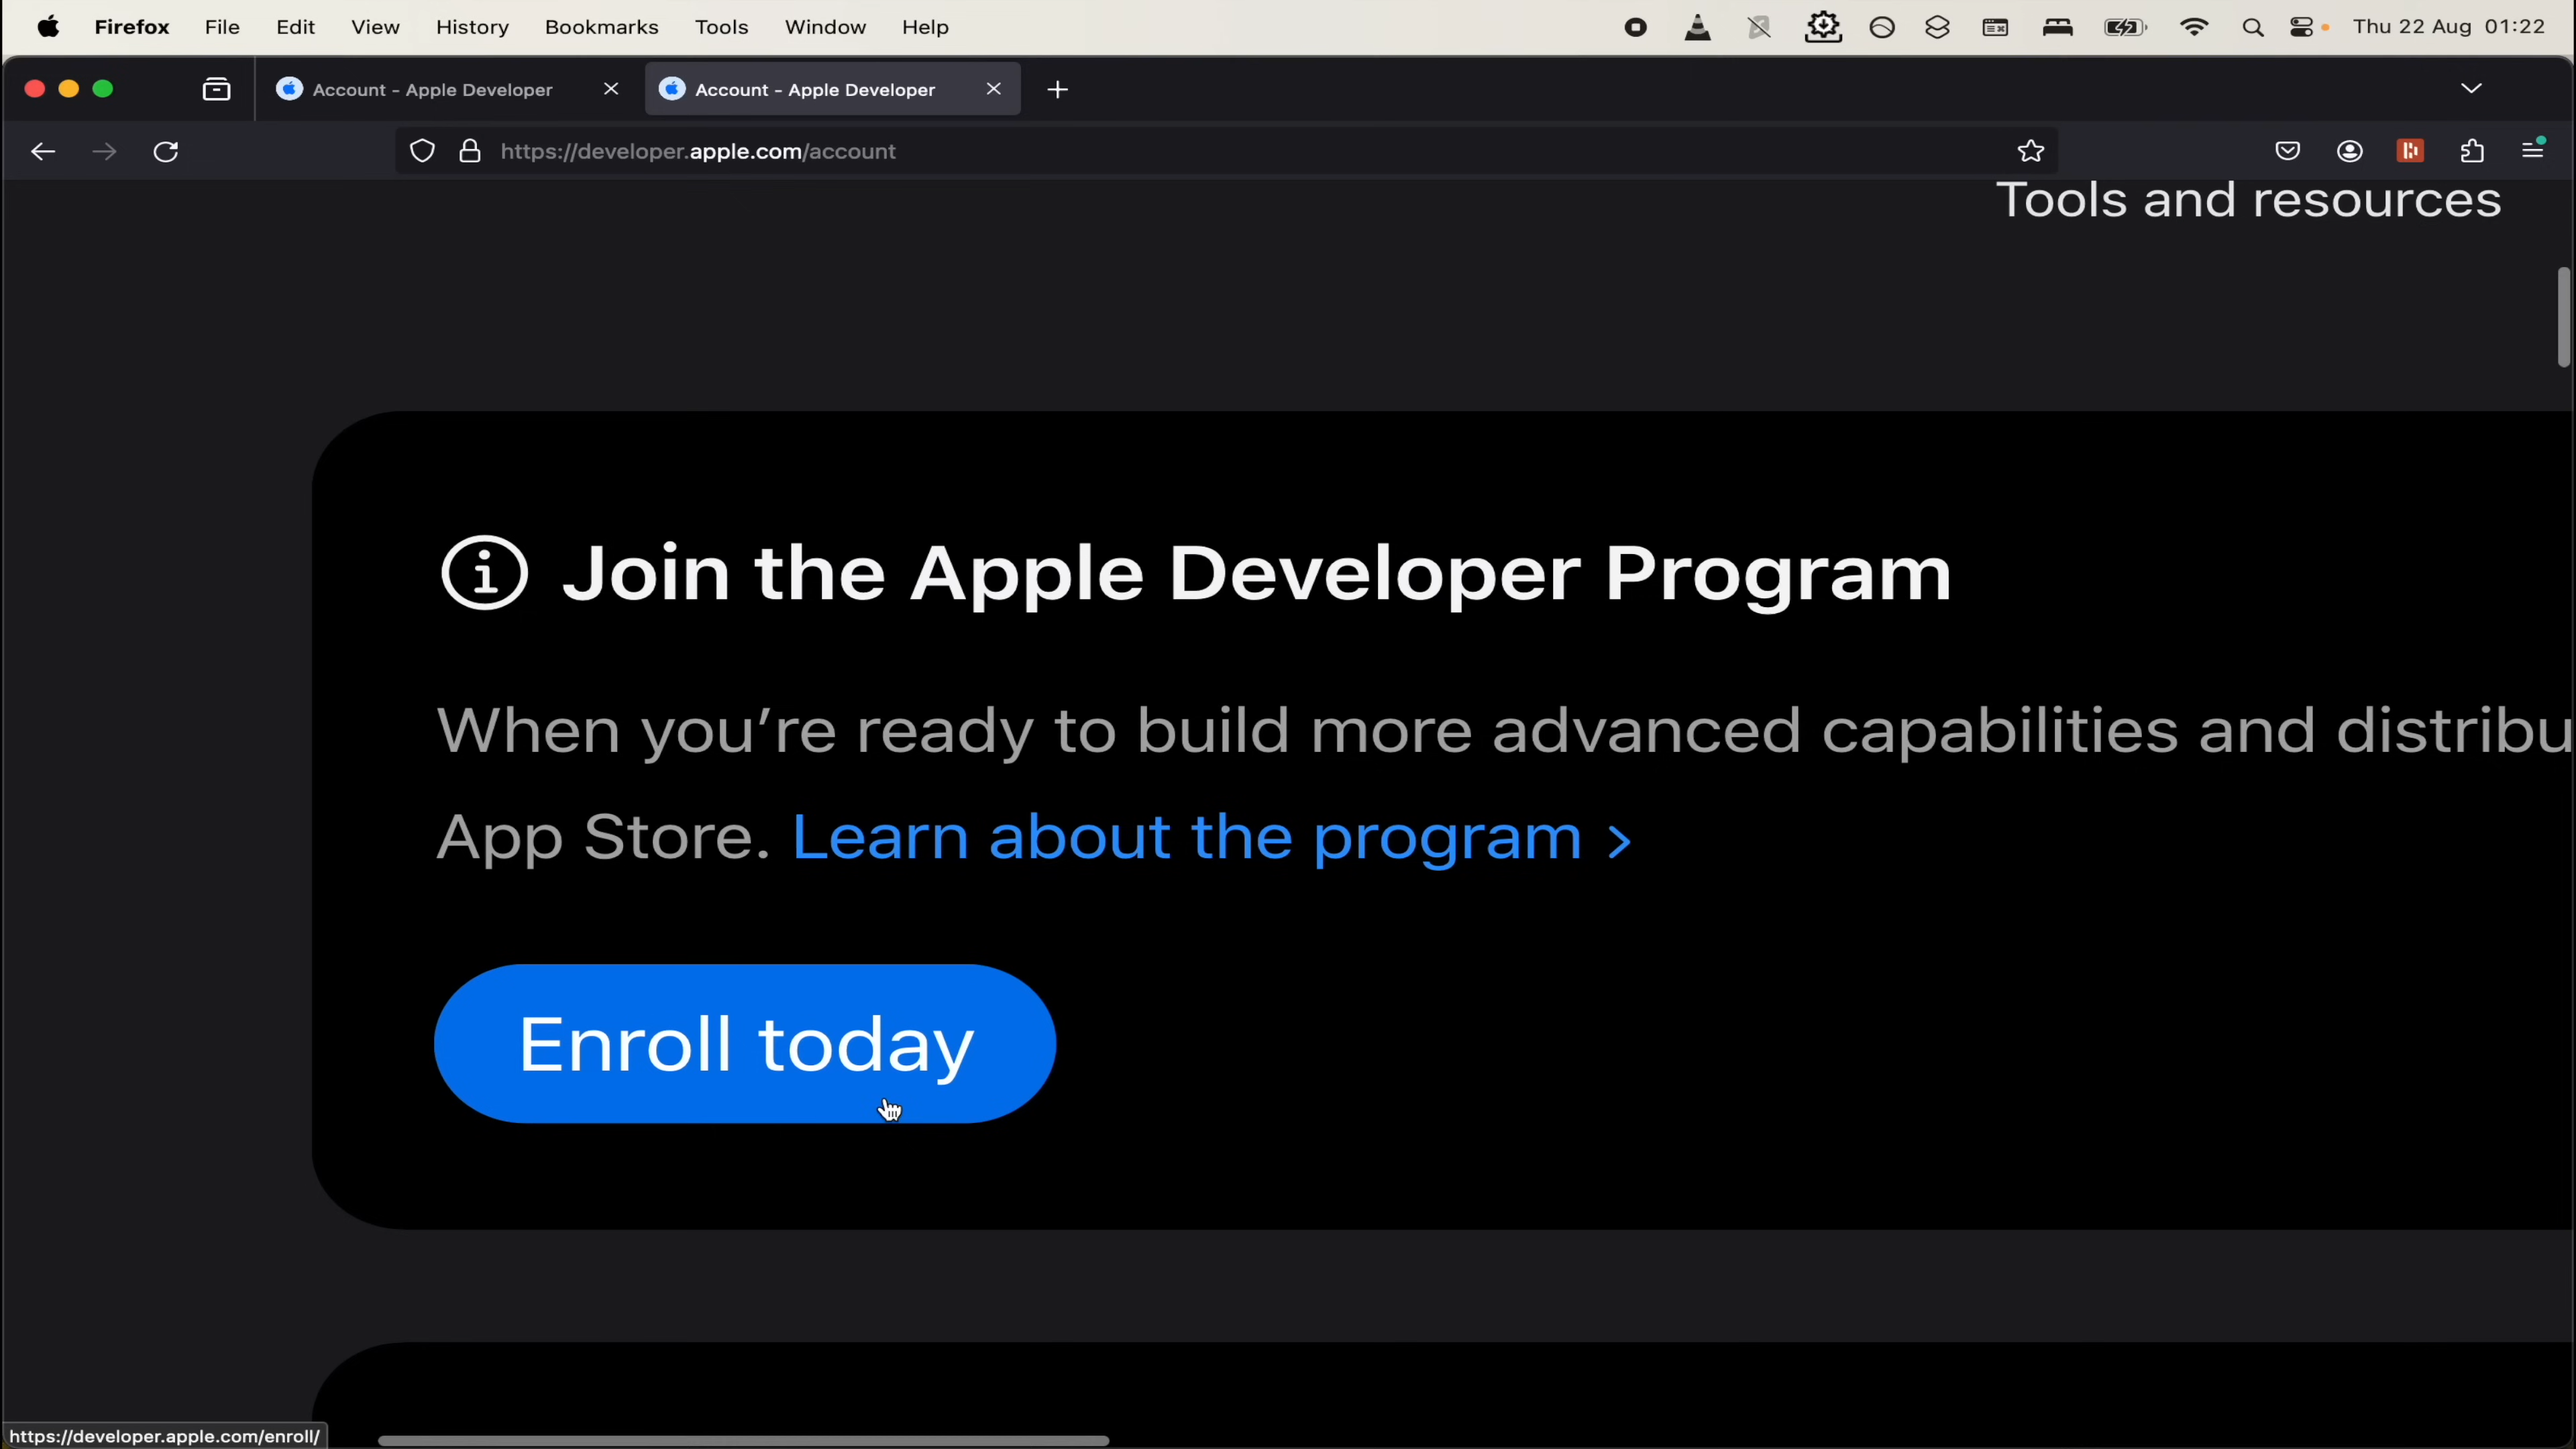 Firefox File Edit View History Bookmarks Tools Window Help Thu 22 Aug 01:22
Account - Apple Developer Account - Apple Developer
https://developer.apple.com/account
Tools and resources
Join the Apple Developer Program
When you’re ready to build more advanced capabilities and distribu
App Store. Learn about the program >
Enroll today
https://developer.apple.com/enroll/